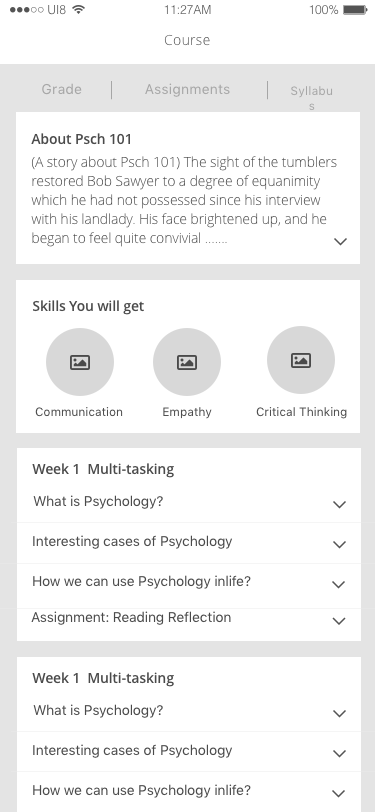 UI8 11:27AM 100%
Course
Grade Assignments Syllabu
s
About Psch 101
(A story about Psch 101) The sight of the tumblers
restored Bob Sawyer to a degree of equanimity
which he had not possessed since his interview
with his landlady. His face brightened up, and he
began to feel quite convivial .......
Skills You will get
Communication Empathy Critical Thinking
Week 1 Multi-tasking
What is Psychology?
Interesting cases of Psychology
How we can use Psychology inlife?
Assignment: Reading Reflection
Week 1 Multi-tasking
What is Psychology?
Interesting cases of Psychology
How we can use Psychology inlife?